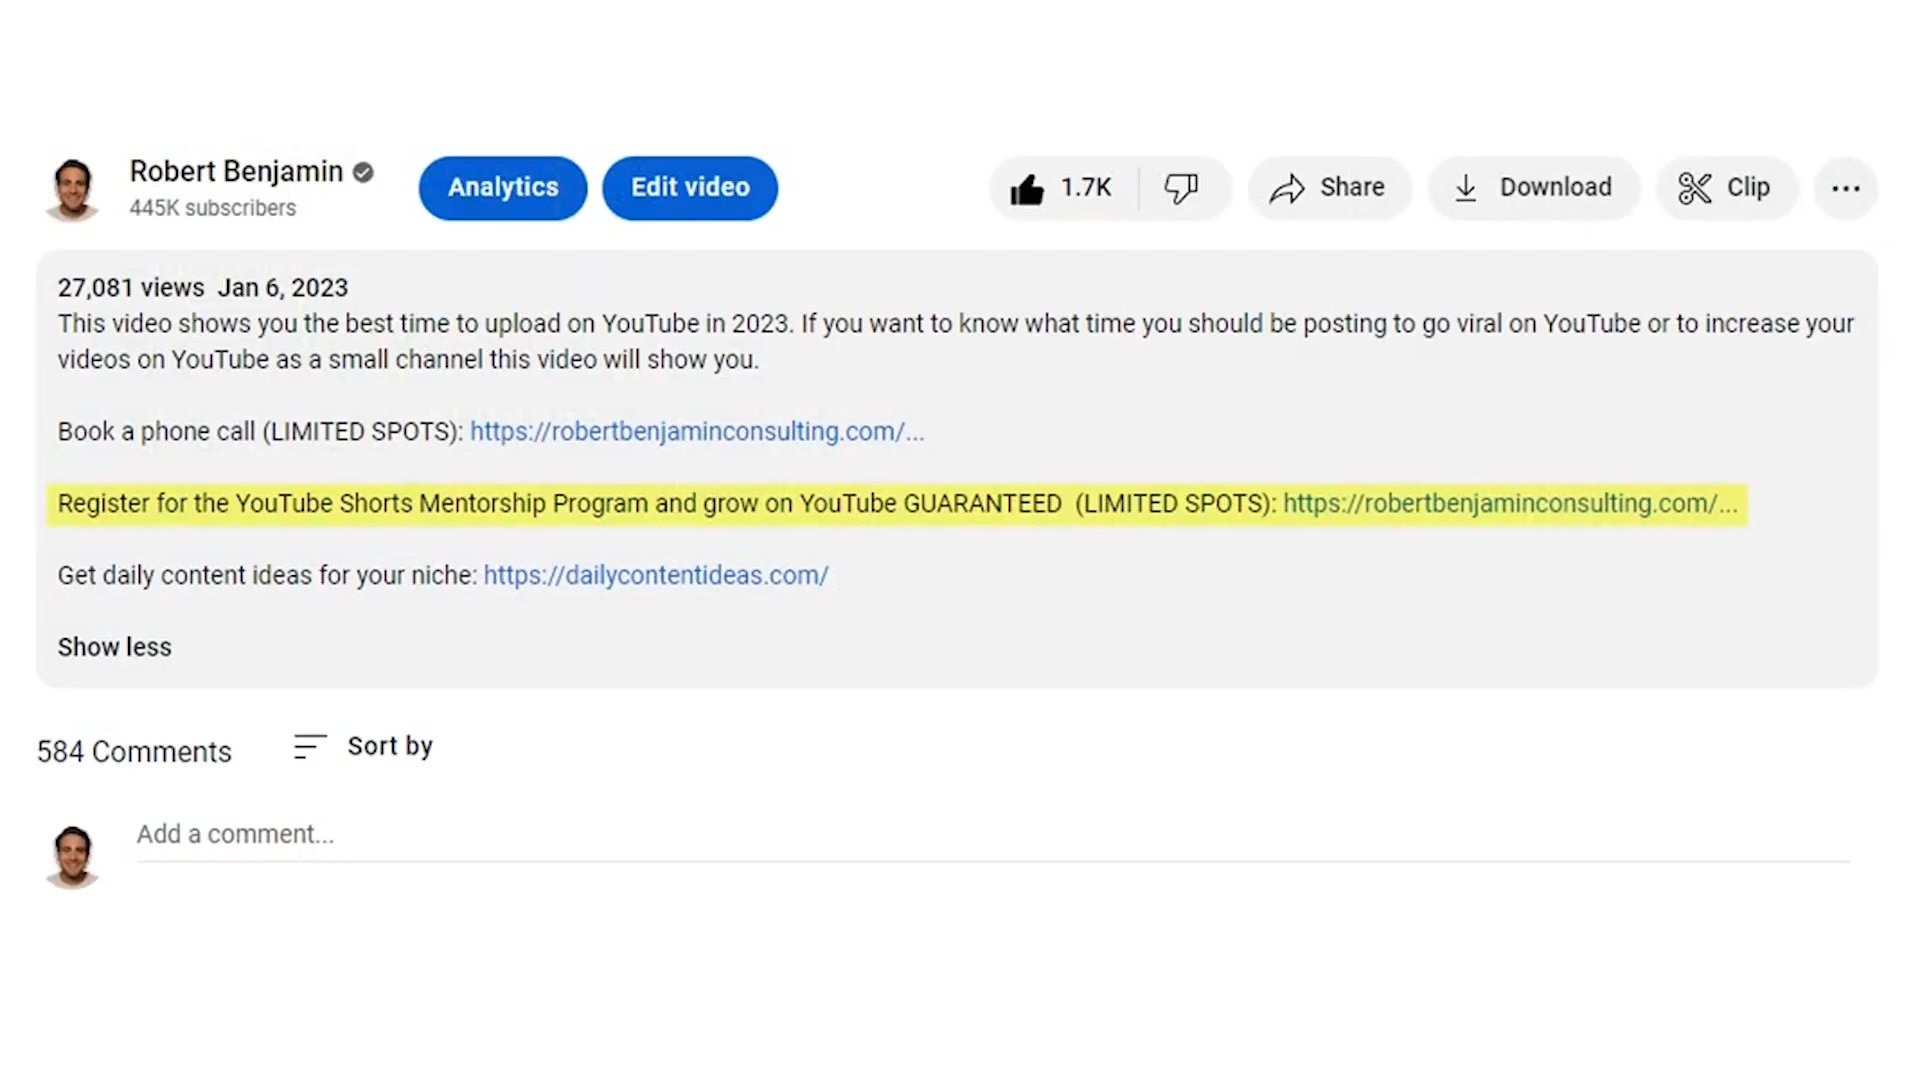 Robert Benjamin
445K subscribers
Analytics
Edit video
1.7K
Share
Download
Clip
27,081 views Jan 6, 2023
This video shows you the best time to upload on YouTube in 2023. If you want to know what time you should be posting to go viral on YouTube or to increase your
videos on YouTube as a small channel this video will show you.
Book a phone call (LIMITED SPOTS): https://robertbenjaminconsulting.com/...
Register for the YouTube Shorts Mentorship Program and grow on YouTube GUARANTEED (LIMITED SPOTS): https://robertbenjaminconsulting.com/...
Get daily content ideas for your niche: https://dailycontentideas.com/
Show less
584 Comments
Sort by
Add a comment...